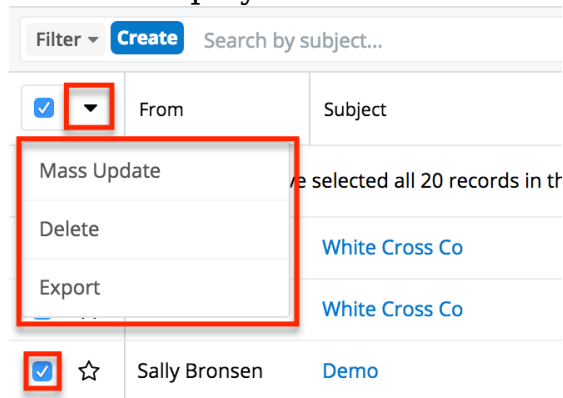 Filter Create Search by subject...
From Subject
Mass Update
selected all 20 records in th
Delete
White Cross Co
Export
White Cross Co
Sally Bronsen Demo